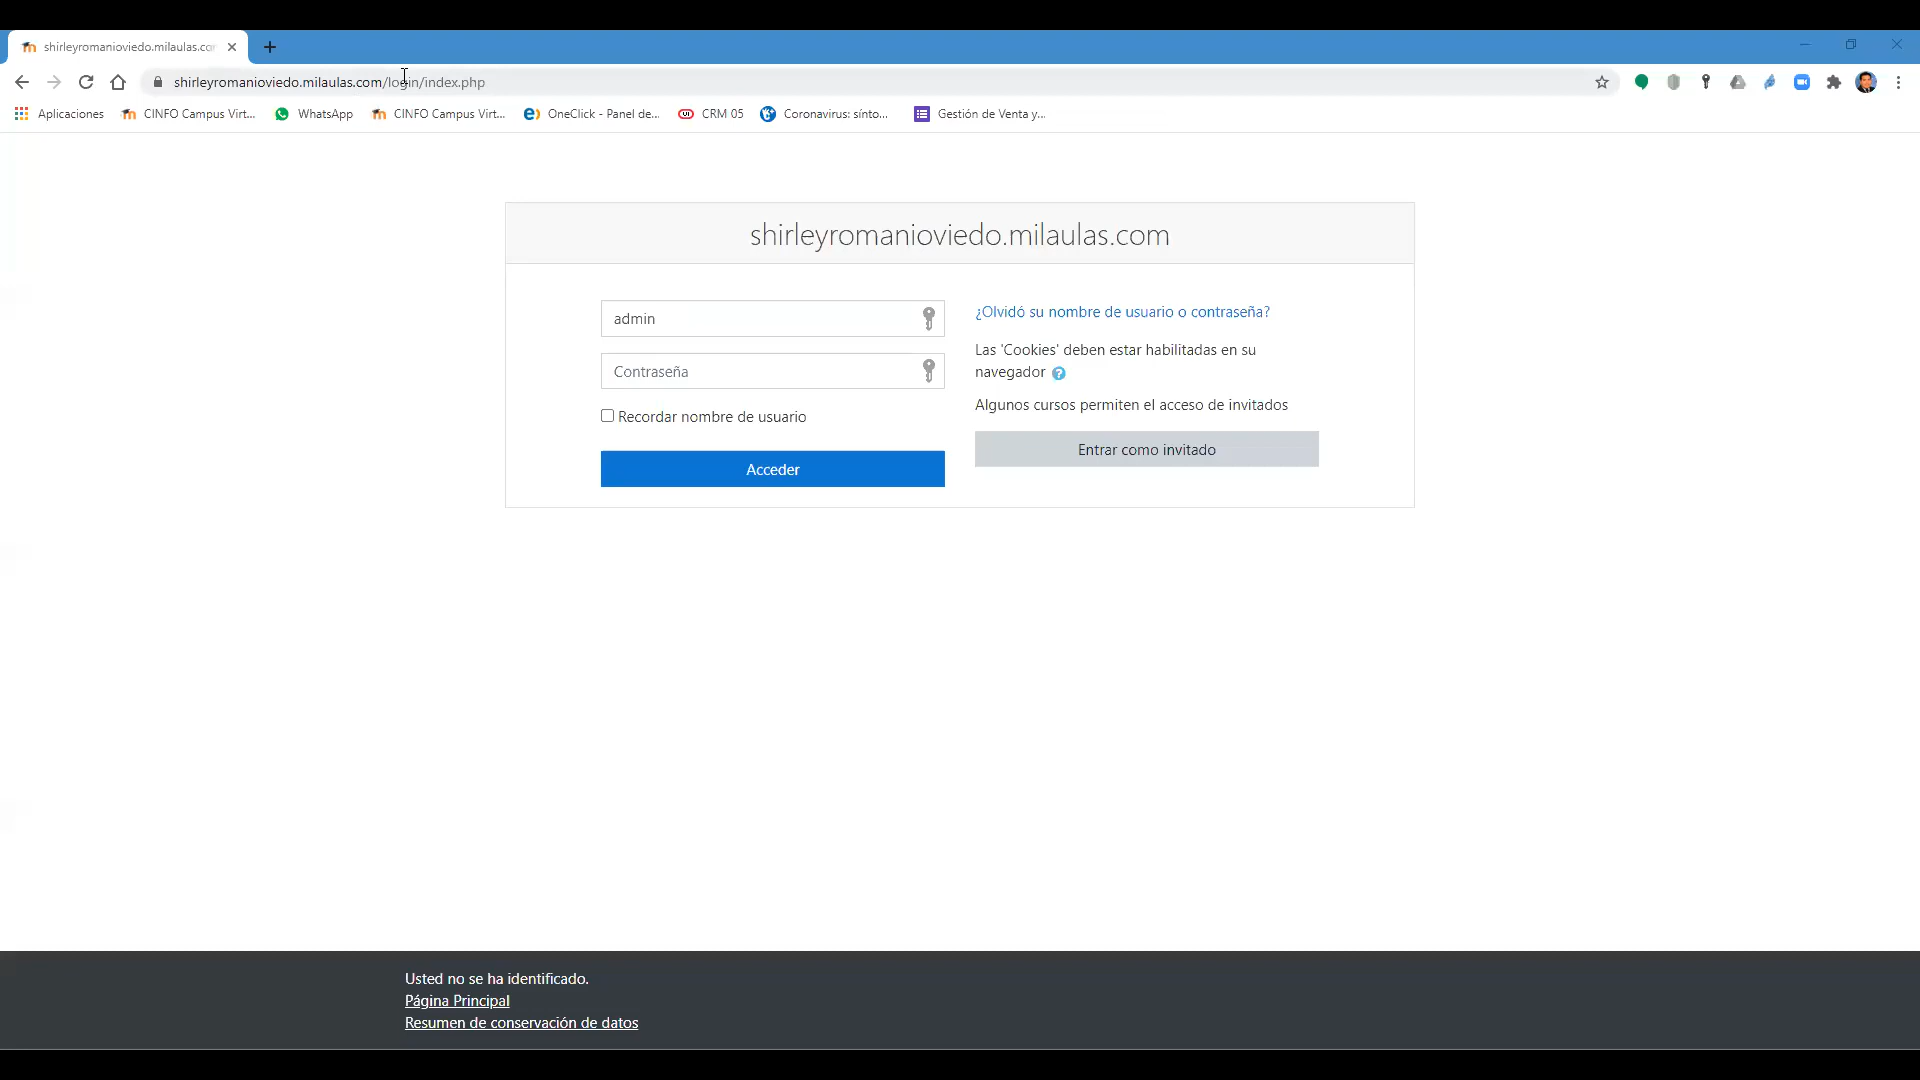 shirleyromanioviedo.milaulas.co
shirleyromanioviedo.milaulas.com/login/index.php
Aplicaciones CINFO Campus Virt... WhatsApp CINFO Campus Virt... OneClick - Panel de... CRM 05 Coronavirus: sínto... Gestión de Venta y...
shirleyromanioviedo.milaulas.com
admin
Contraseña
Recordar nombre de usuario
Acceder
¿Olvidó su nombre de usuario o contraseña?
Las 'Cookies' deben estar habilitadas en su
navegador
Algunos cursos permiten el acceso de invitados
Entrar como invitado
Usted no se ha identificado.
Página Principal
Resumen de conservación de datos